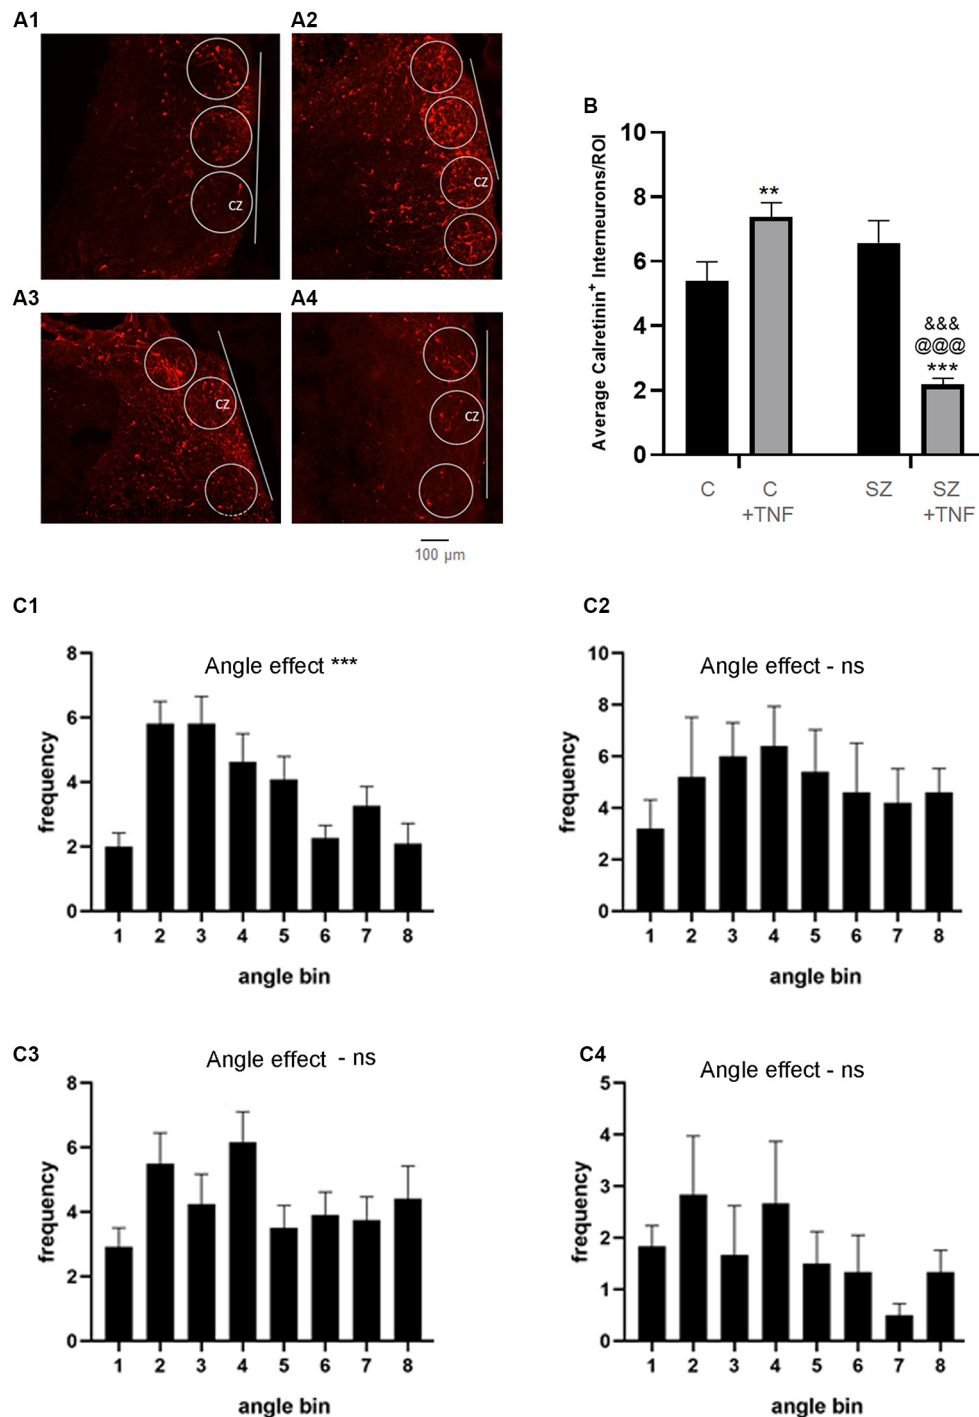 A1
A2
CZ
CZ
A3
A4
CZ
CZ
100 µm
B
Average Calretinin+ Interneurons/ROI
10
8
6
4
2
0
**
&&&
@@@
***
C
C
+TNF
SZ
SZ
+TNF
C1
Angle effect ***
frequency
8
6
4
2
0
1 2 3 4 5 6 7 8
angle bin
C2
Angle effect - ns
frequency
10
8
6
4
2
0
1 2 3 4 5 6 7 8
angle bin
C3
Angle effect - ns
frequency
8
6
4
2
0
1 2 3 4 5 6 7 8
angle bin
C4
Angle effect - ns
frequency
5
4
3
2
1
0
1 2 3 4 5 6 7 8
angle bin